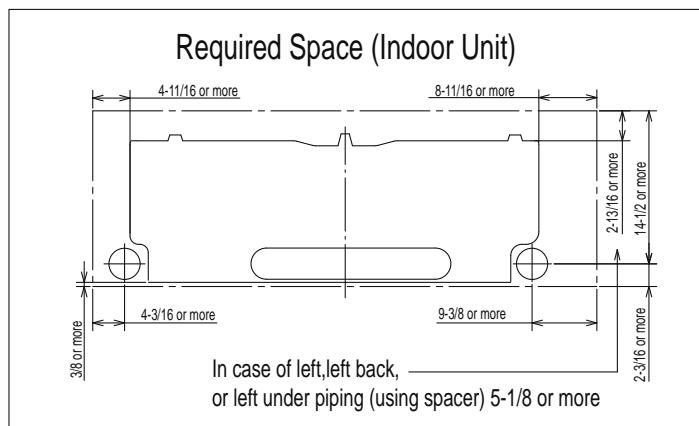 Required Space (Indoor Unit)
4-11/16 or more
8-11/16 or more
2-13/16 or more
14-1/2 or more
3/8 or more
4-3/16 or more
9-3/8 or more
2-3/16 or more
In case of left,left back,
or left under piping (using spacer) 5-1/8 or more